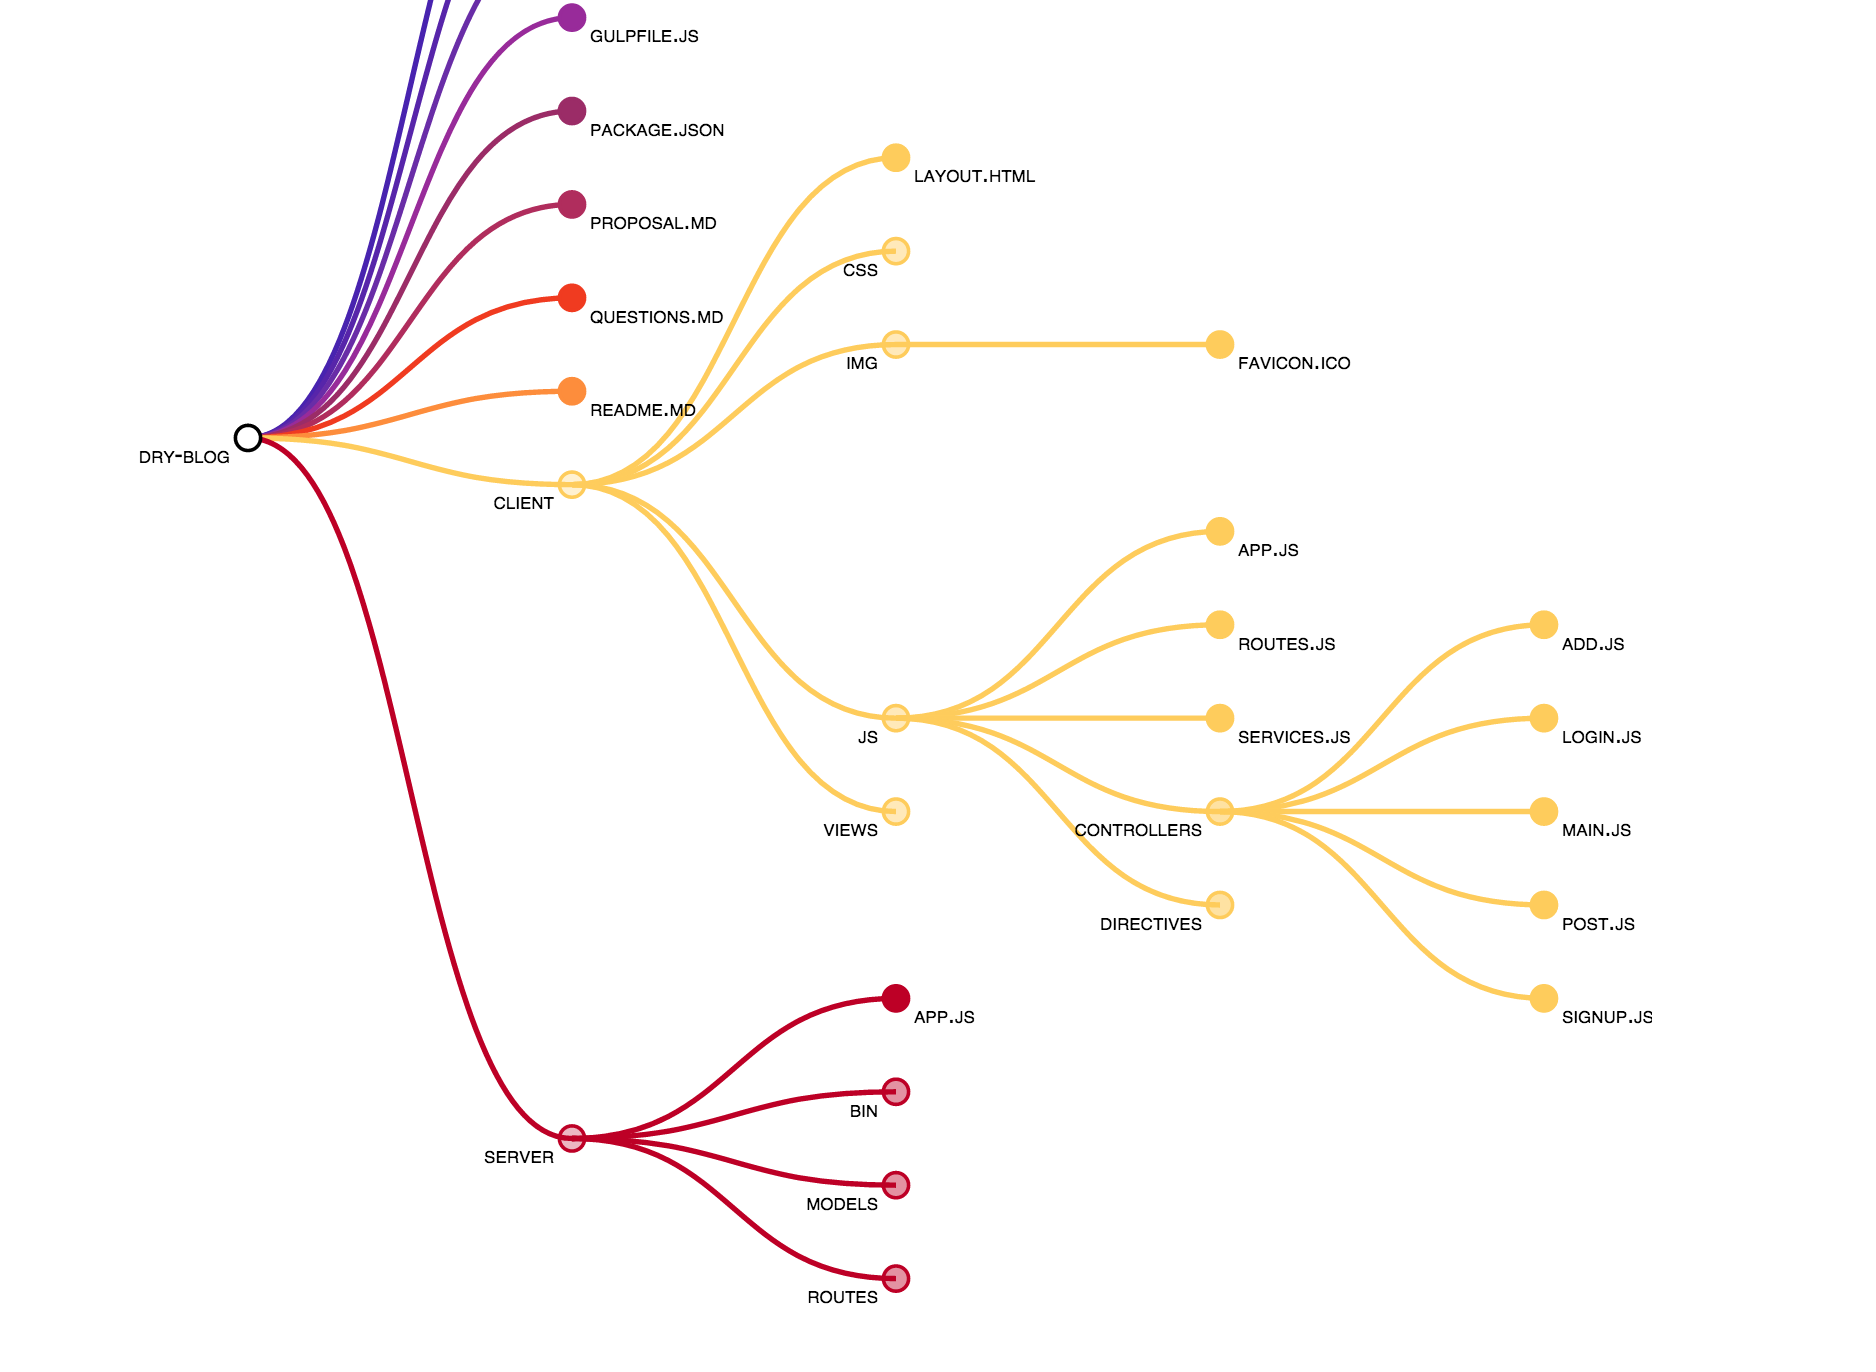 GULPFILE.JS
PACKAGE.JSON
LAYOUT.HTML
PROPOSAL.MD
CSS
QUESTIONS.MD
IMG
FAVICON.ICO
README.MD
DRY-BLOG
CLIENT
APP.JS
ROUTES.JS
ADD.JS
JS
SERVICES.JS
LOGIN.JS
VIEWS
CONTROLLERS
MAIN.JS
DIRECTIVES
POST.JS
APP.JS
SIGNUP.JS
BIN
SERVER
MODELS
ROUTES